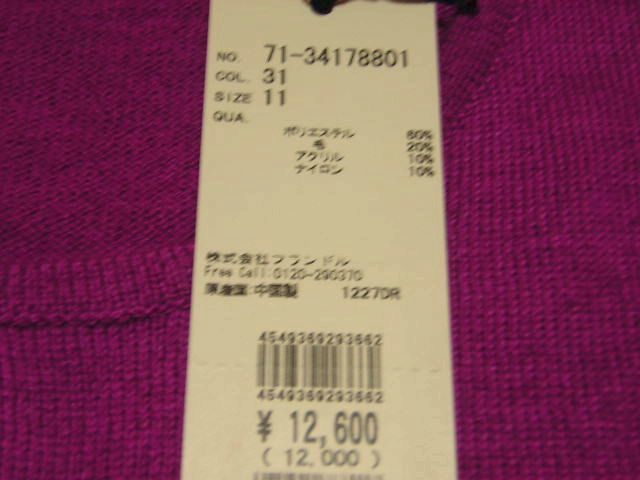 NO. 71-34178801
COL. 31
SIZE 11
QUA.
ポリエステル 60%
毛 20%
アクリル 10%
ナイロン 10%
株式会社フランドル
Free Call:0120-290370
原産国:中国製 1227DR
4549369293662
4549369293662
¥ 12,600
( 12,000 )